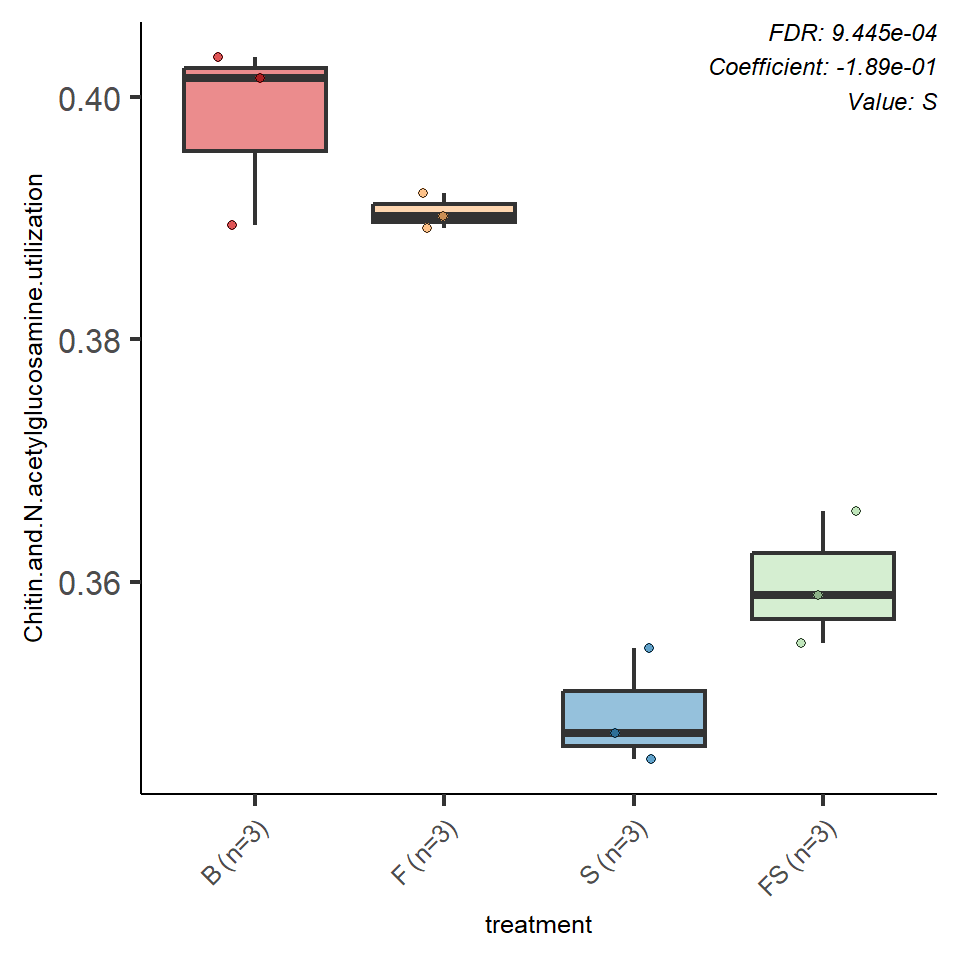 FDR: 9.445e-04
Coefficient: -1.89e-01
Value: S
Chitin.and.N.acetylglucosamine.utilization
0.40
0.38
0.36
B (n=3)
F (n=3)
S (n=3)
FS (n=3)
treatment